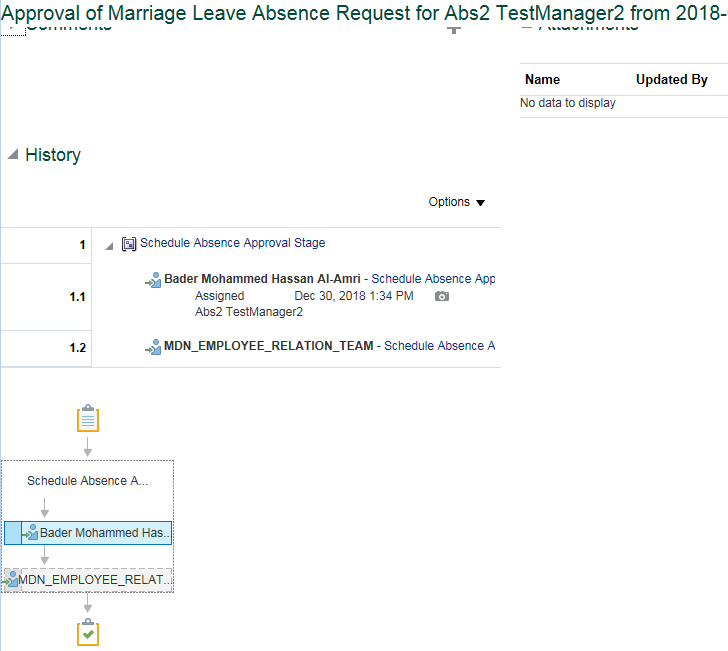 Approval of Marriage Leave Absence Request for Abs2 TestManager2 from 2018-
Comments
Attachments
Name Updated By
No data to display
History
Options
1 Schedule Absence Approval Stage
1.1 Bader Mohammed Hassan Al-Amri - Schedule Absence App
Assigned Dec 30, 2018 1:34 PM
Abs2 TestManager2
1.2 MDN_EMPLOYEE_RELATION_TEAM - Schedule Absence A
Schedule Absence A...
Bader Mohammed Has...
MDN_EMPLOYEE_RELAT...